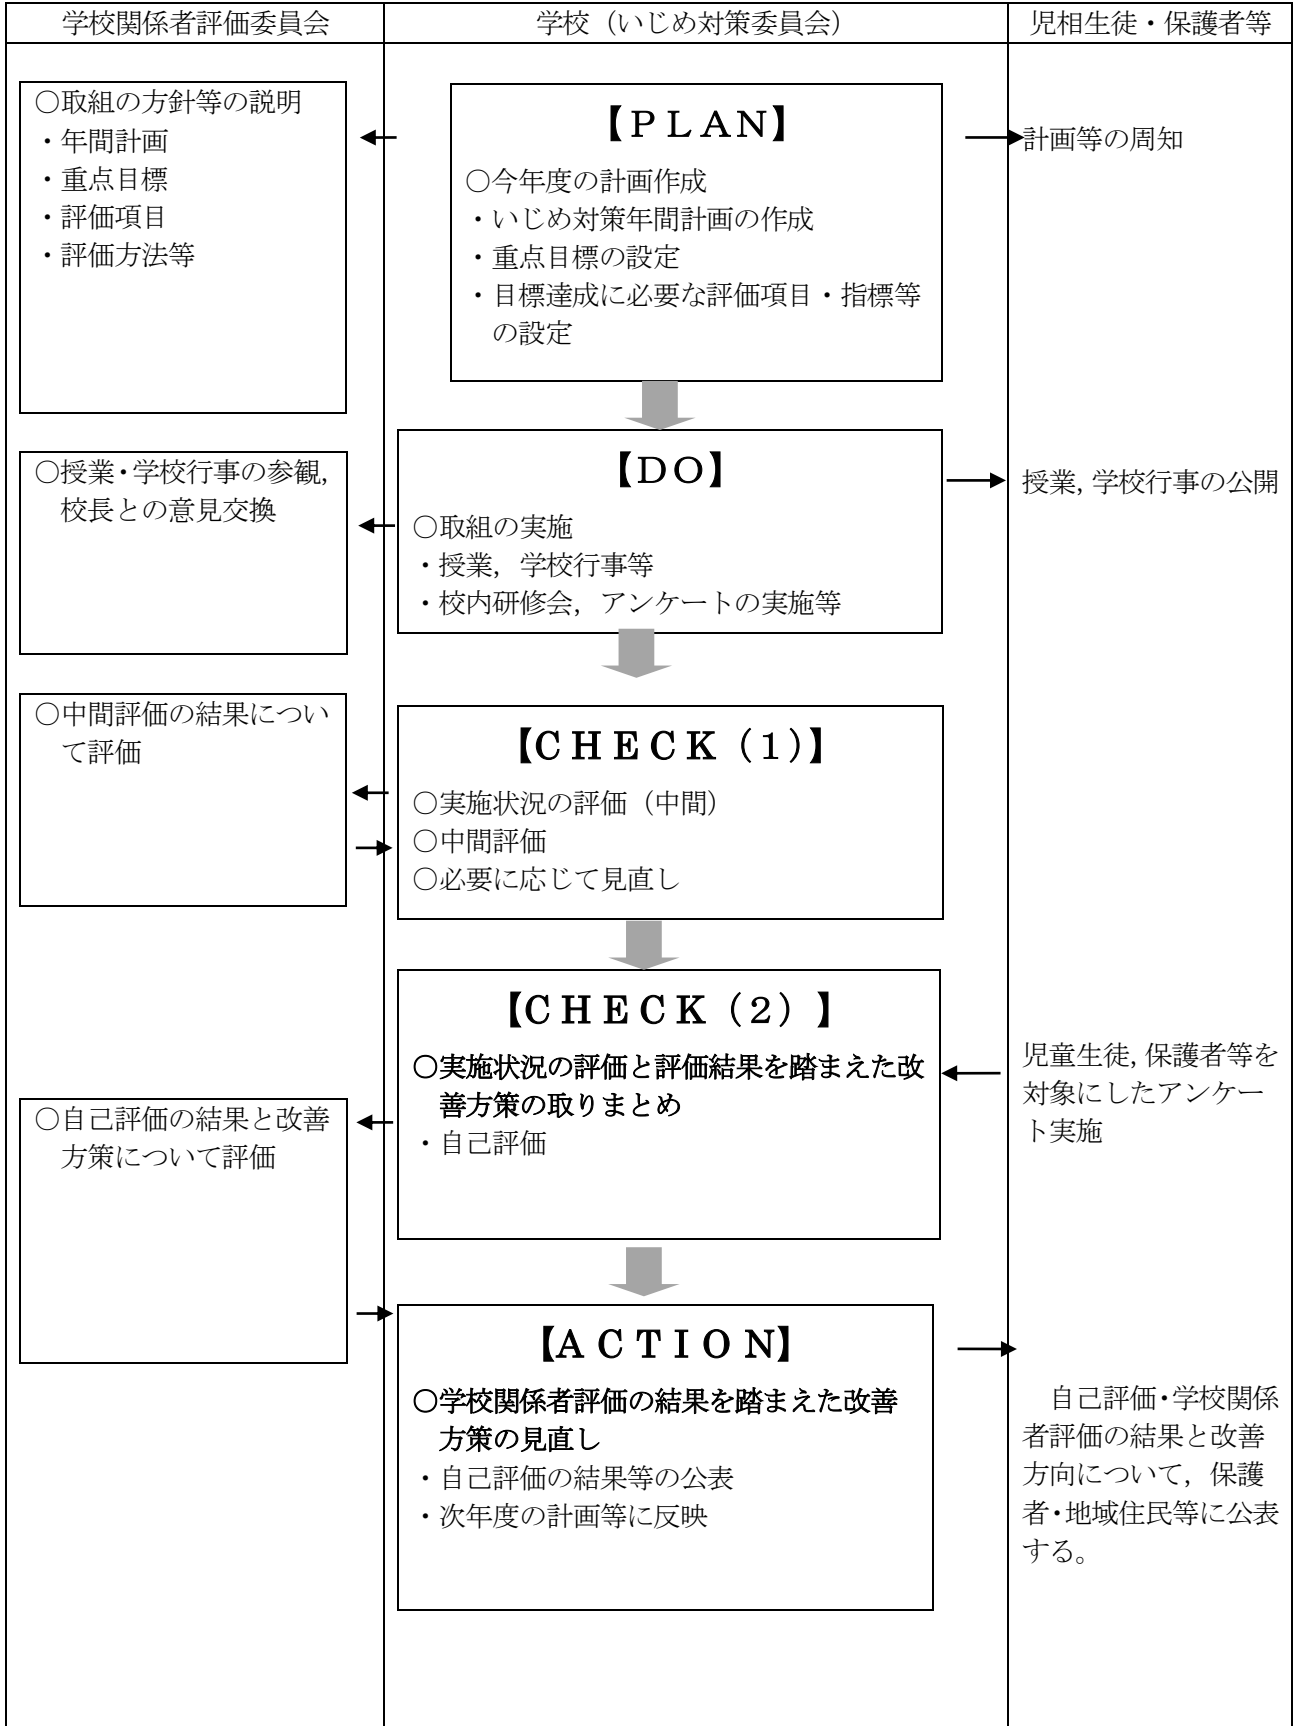 学校関係者評価委員会
学校（いじめ対策委員会）
児相生徒・保護者等
○取組の方針等の説明
・年間計画
・重点目標
・評価項目
・評価方法等
【ＰＬＡＮ】
○今年度の計画作成
・いじめ対策年間計画の作成
・重点目標の設定
・目標達成に必要な評価項目・指標等
の設定
計画等の周知
○授業・学校行事の参観，
校長との意見交換
【ＤＯ】
○取組の実施
・授業，学校行事等
・校内研修会，アンケートの実施等
授業，学校行事の公開
○中間評価の結果につい
て評価
【ＣＨＥＣＫ（１）】
○実施状況の評価（中間）
○中間評価
○必要に応じて見直し
【ＣＨＥＣＫ（２）】
○実施状況の評価と評価結果を踏まえた改
善方策の取りまとめ
・自己評価
児童生徒，保護者等を
対象にしたアンケー
ト実施
○自己評価の結果と改善
方策について評価
【ＡＣＴＩＯＮ】
○学校関係者評価の結果を踏まえた改善
方策の見直し
・自己評価の結果等の公表
・次年度の計画等に反映
自己評価・学校関係
者評価の結果と改善
方向について，保護
者・地域住民等に公表
する。